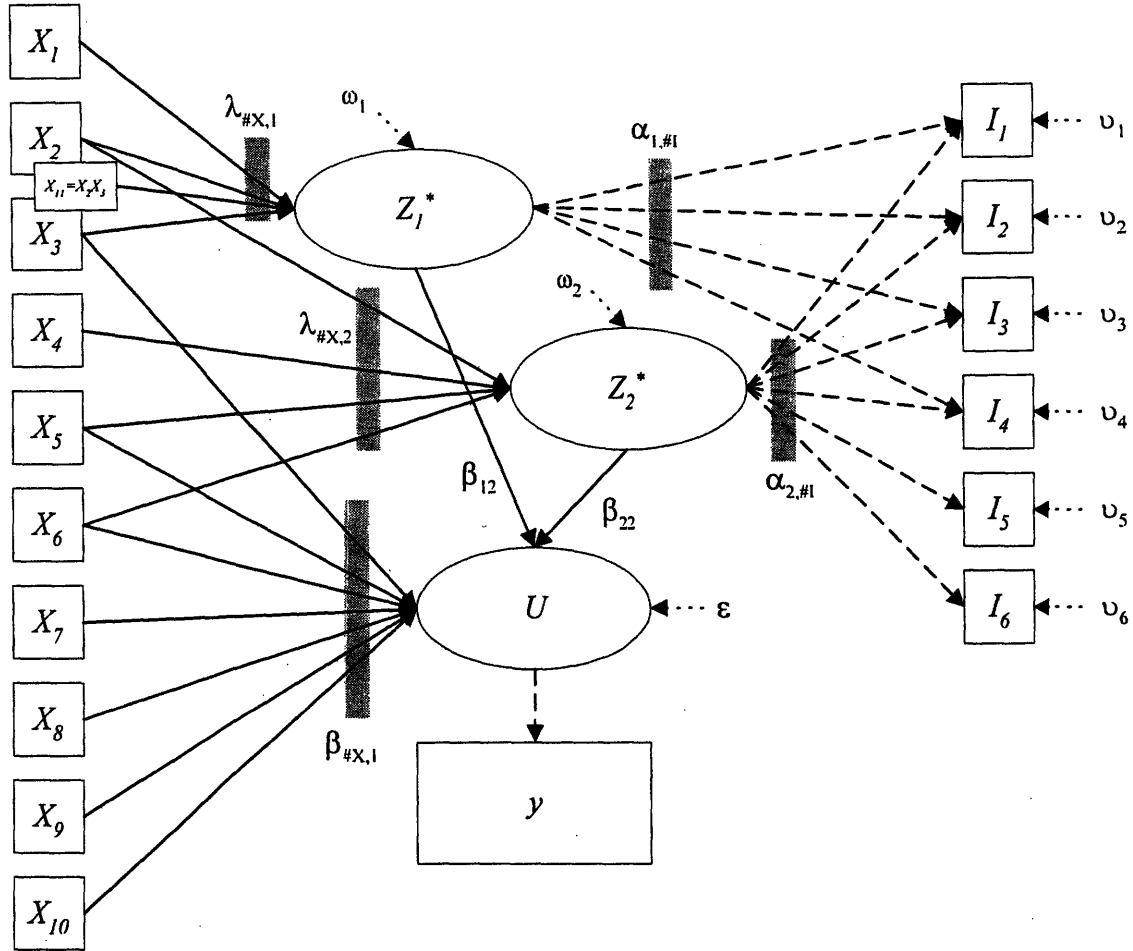 X₁
X₂
X₁₁=X₂X₃
X₃
X₄
X₅
X₆
X₇
X₈
X₉
X₁₀
λ#X,1
ω₁
Z₁*
α1,#I
λ#X,2
ω₂
Z₂*
α2,#I
β₁₂
β₂₂
U
ε
β#X,1
y
I₁
υ₁
I₂
υ₂
I₃
υ₃
I₄
υ₄
I₅
υ₅
I₆
υ₆